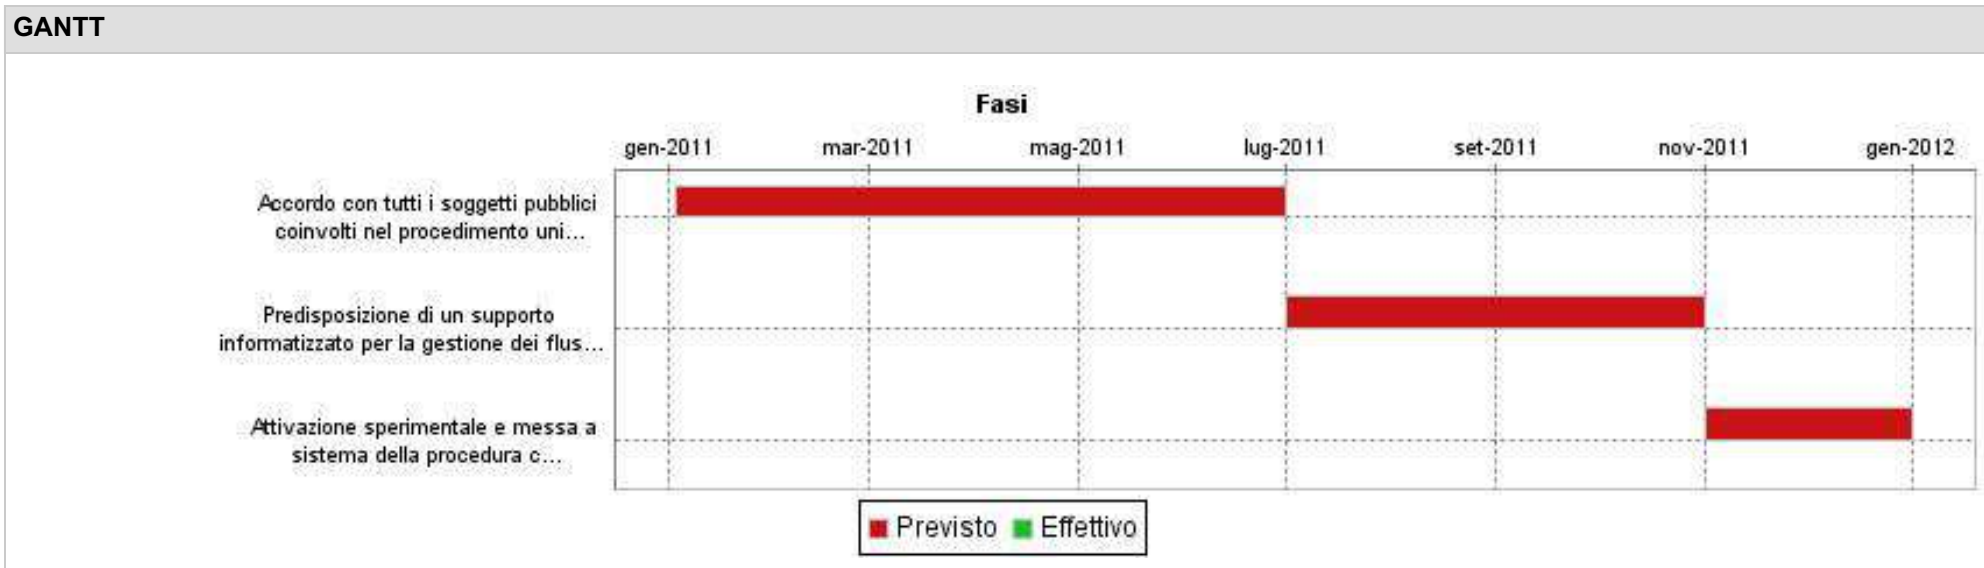 GANTT
Fasi
gen-2011 mar-2011 mag-2011 lug-2011 set-2011 nov-2011 gen-2012
Accordo con tutti i soggetti pubblici
coinvolti nel procedimento uni...
Predisposizione di un supporto
informatizzato per la gestione dei flus...
Attivazione sperimentale e messa a
sistema della procedura c...
Previsto Effettivo